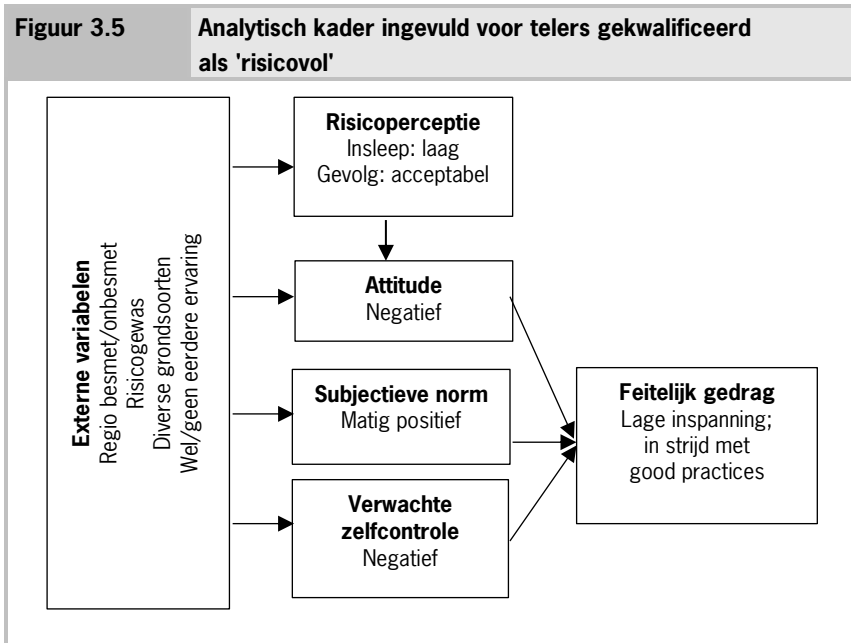 Figuur 3.5
Analytisch kader ingevuld voor telers gekwalificeerd
als 'risicovol'
Externe variabelen
Regio besmet/onbesmet
Risicogewas
Diverse grondsoorten
Wel/geen eerdere ervaring
Risicoperceptie
Insleep: laag
Gevolg: acceptabel
Attitude
Negatief
Subjectieve norm
Matig positief
Verwachte
zelfcontrole
Negatief
Feitelijk gedrag
Lage inspanning;
in strijd met
good practices